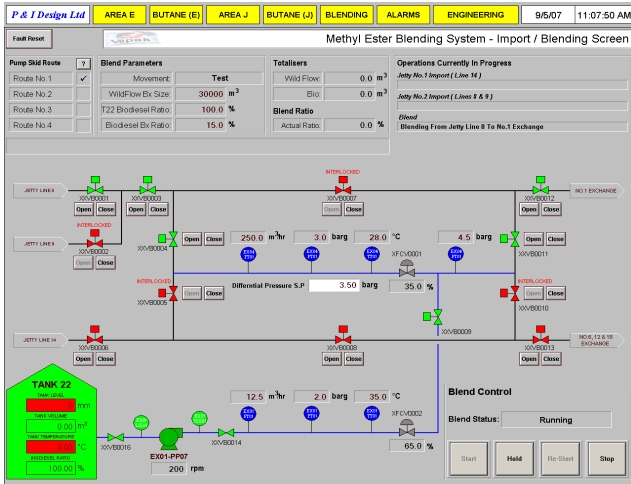 P & I Design Ltd AREA E BUTANE (E) AREA J BUTANE (J) BLENDING ALARMS ENGINEERING 9/5/07 11:07:50 AM
Fault Reset Methyl Ester Blending System - Import / Blending Screen
Pump Skid Route ? Blend Parameters Totalisers Operations Currently In Progress
Route No.1 ✓ Movement: Test Wild Flow: 0.0 m³ Jetty No.1 Import ( Line 14 )
Route No.2 WildFlow Bx Size: 30000 m³ Bio: 0.0 m³ Jetty No.2 Import ( Lines 8 & 9 )
Route No.3 T22 Biodiesel Ratio: 100.0 % Blend Ratio Blend
Route No.4 Biodiesel Bx Ratio: 15.0 % Actual Ratio: 0.0 % Blending From Jetty Line 8 To No.1 Exchange
INTERLOCKED
JETTY LINE 8 NO.1 EXCHANGE
XXVB0001 XXVB0003 XXVB0007 XXVB0012
Open Close Open Close Open Close Open Close
INTERLOCKED
JETTY LINE 9 Open Close 250.0 m³hr 3.0 barg 28.0 °C 4.5 barg Open Close
XXVB0002 XXVB0004 XFCV0001 XXVB0011
Open Close
INTERLOCKED Differential Pressure S.P 3.50 barg 35.0 % INTERLOCKED
Open Close Open Close
XXVB0005 XXVB0010
XXVB0009
JETTY LINE 14 NO.6, 12 & 16 EXCHANGE
XXVB0006 XXVB0008 XXVB0013
Open Close Open Close Open Close
TANK 22
TANK LEVEL
0 mm
TANK VOLUME
0.00 m³
TANK TEMPERATURE
0.00 °C
BIODIESEL RATIO
100.00 %
12.5 m³hr 2.0 barg 35.0 °C
XFCV0002
65.0 %
XXVB0016 XXVB0014
EX01-PP07
200 rpm
Blend Control
Blend Status: Running
Start Hold Re-Start Stop